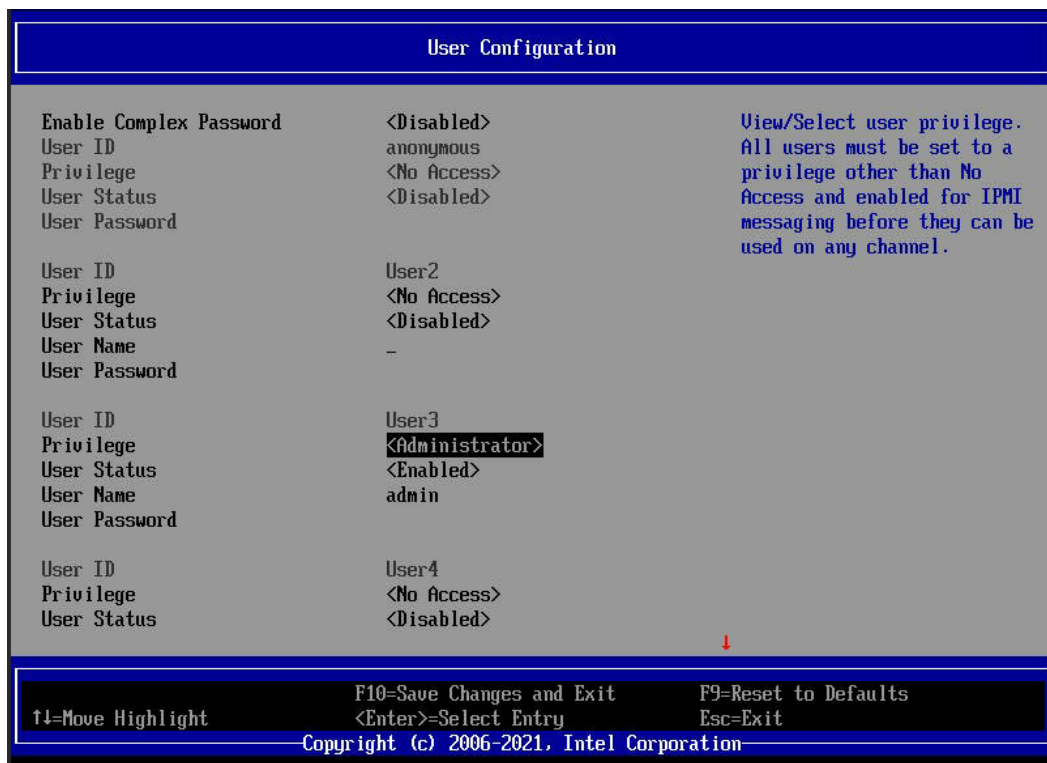 User Configuration
Enable Complex Password <Disabled>
User ID anonymous
Privilege <No Access>
User Status <Disabled>
User Password
View/Select user privilege.
All users must be set to a
privilege other than No
Access and enabled for IPMI
messaging before they can be
used on any channel.
User ID User2
Privilege <No Access>
User Status <Disabled>
User Name _
User Password
User ID User3
Privilege <Administrator>
User Status <Enabled>
User Name admin
User Password
User ID User4
Privilege <No Access>
User Status <Disabled>
↓
F10=Save Changes and Exit F9=Reset to Defaults
↑↓=Move Highlight <Enter>=Select Entry Esc=Exit
Copyright (c) 2006-2021, Intel Corporation